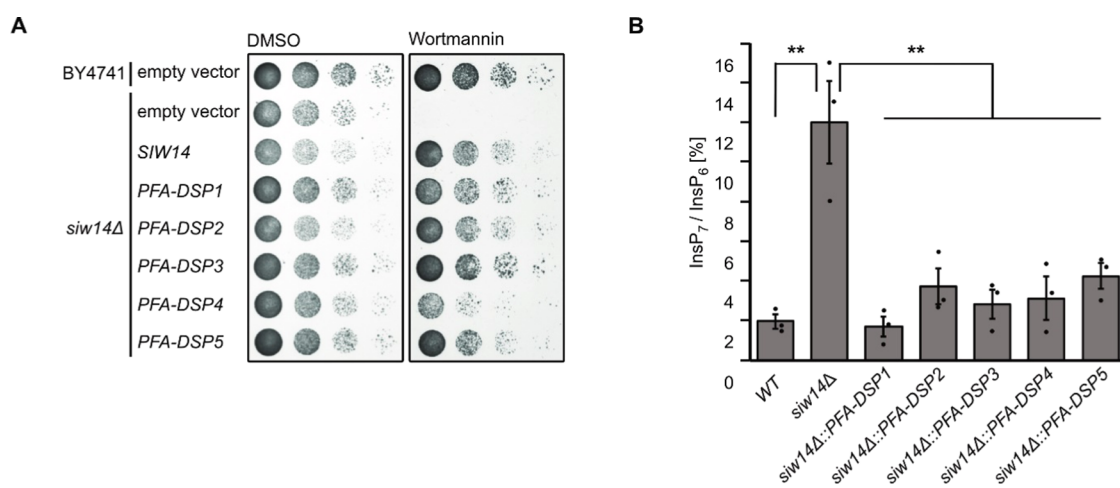 A
DMSO
Wortmannin
BY4741
empty vector
siw14Δ
empty vector
SIW14
PFA-DSP1
PFA-DSP2
PFA-DSP3
PFA-DSP4
PFA-DSP5
B
**
**
InsP7 / InsP6 [%]
16
14
12
10
8
6
4
2
0
WT
siw14Δ
siw14Δ::PFA-DSP1
siw14Δ::PFA-DSP2
siw14Δ::PFA-DSP3
siw14Δ::PFA-DSP4
siw14Δ::PFA-DSP5